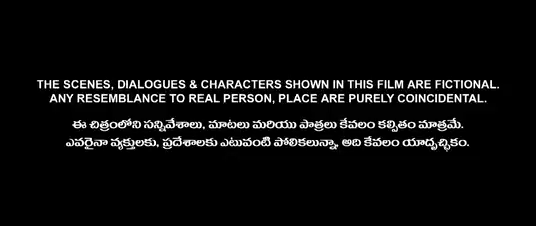 THE SCENES, DIALOGUES & CHARACTERS SHOWN IN THIS FILM ARE FICTIONAL.
ANY RESEMBLANCE TO REAL PERSON, PLACE ARE PURELY COINCIDENTAL.
ఈ చిత్రంలోని సన్నివేశాలు, మాటలు మరియు పాత్రలు కేవలం కల్పితం మాత్రమే.
ఎవరైనా వ్యక్తులకు, ప్రదేశాలకు ఎటువంటి పోలికలున్నా, అది కేవలం యాదృచ్ఛికం.